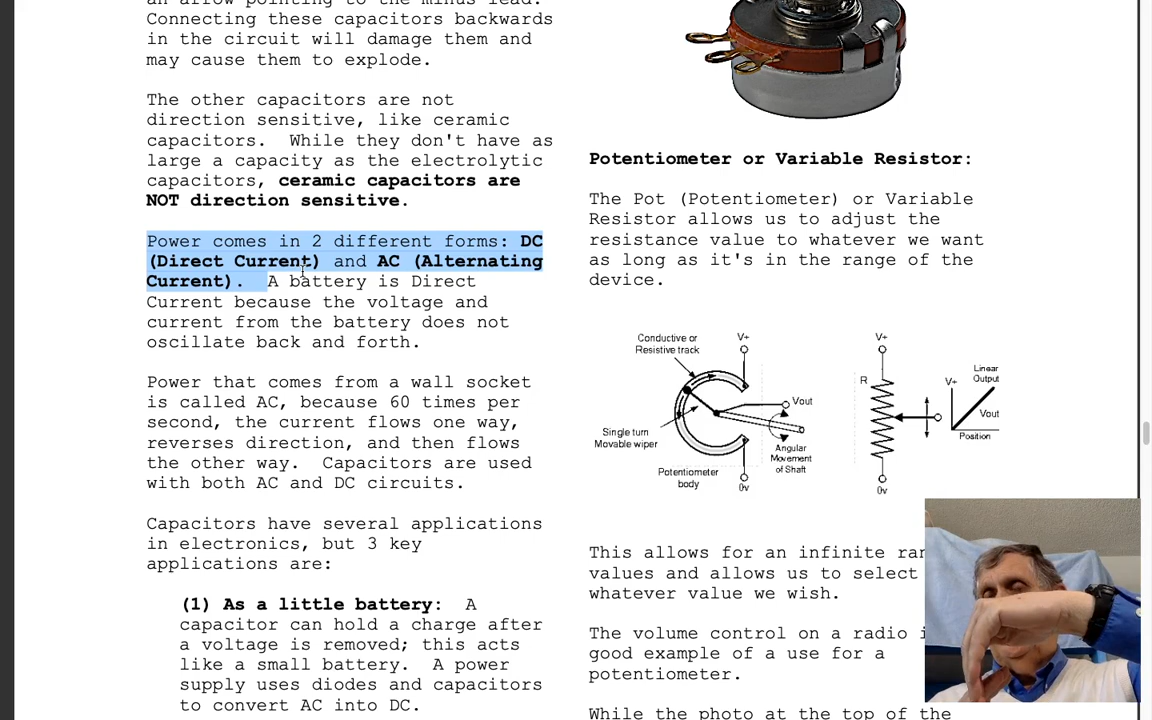 an arrow pointing to the minus lead.
Connecting these capacitors backwards
in the circuit will damage them and
may cause them to explode.
The other capacitors are not
direction sensitive, like ceramic
capacitors.  While they don't have as
large a capacity as the electrolytic
capacitors, ceramic capacitors are
NOT direction sensitive.
Power comes in 2 different forms: DC
(Direct Current) and AC (Alternating
Current).  A battery is Direct
Current because the voltage and
current from the battery does not
oscillate back and forth.
Power that comes from a wall socket
is called AC, because 60 times per
second, the current flows one way,
reverses direction, and then flows
the other way.  Capacitors are used
with both AC and DC circuits.
Capacitors have several applications
in electronics, but 3 key
applications are:
(1) As a little battery:  A
capacitor can hold a charge after
a voltage is removed; this acts
like a small battery.  A power
supply uses diodes and capacitors
to convert AC into DC.
Potentiometer or Variable Resistor:
The Pot (Potentiometer) or Variable
Resistor allows us to adjust the
resistance value to whatever we want
as long as it's in the range of the
device.
Conductive or
Resistive track
V+
Vout
Single turn
Movable wiper
Angular
Movement
of Shaft
Potentiometer
body
0v
V+
R
0v
V+
Linear
Output
Vout
Position
This allows for an infinite
values and allows us to select
whatever value we wish.
The volume control on a radio
good example of a use for a
potentiometer.
While the photo at the top of the